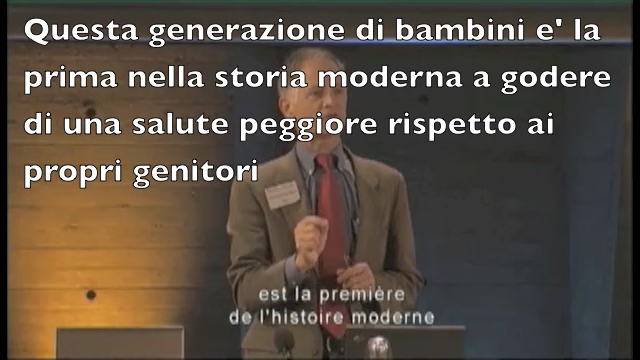 Questa generazione di bambini e' la
prima nella storia moderna a godere
di una salute peggiore rispetto ai
propri genitori
est la première
de l'histoire moderne